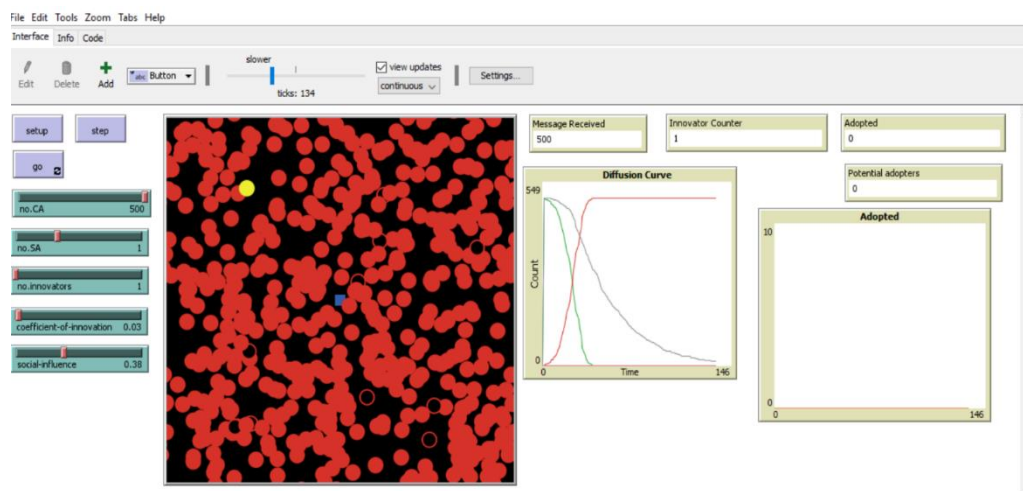 File Edit Tools Zoom Tabs Help
Interface Info Code
Edit Delete Add abc Button slower ticks: 134 view updates continuous Settings...
setup step
go
no.CA 500
no.SA 1
no.innovators 1
coefficient-of-innovation 0.03
social-influence 0.38
Message Received
500
Innovator Counter
1
Adopted
0
Potential adopters
0
Diffusion Curve
549
Count
0
0 Time 146
Adopted
10
0
0 146